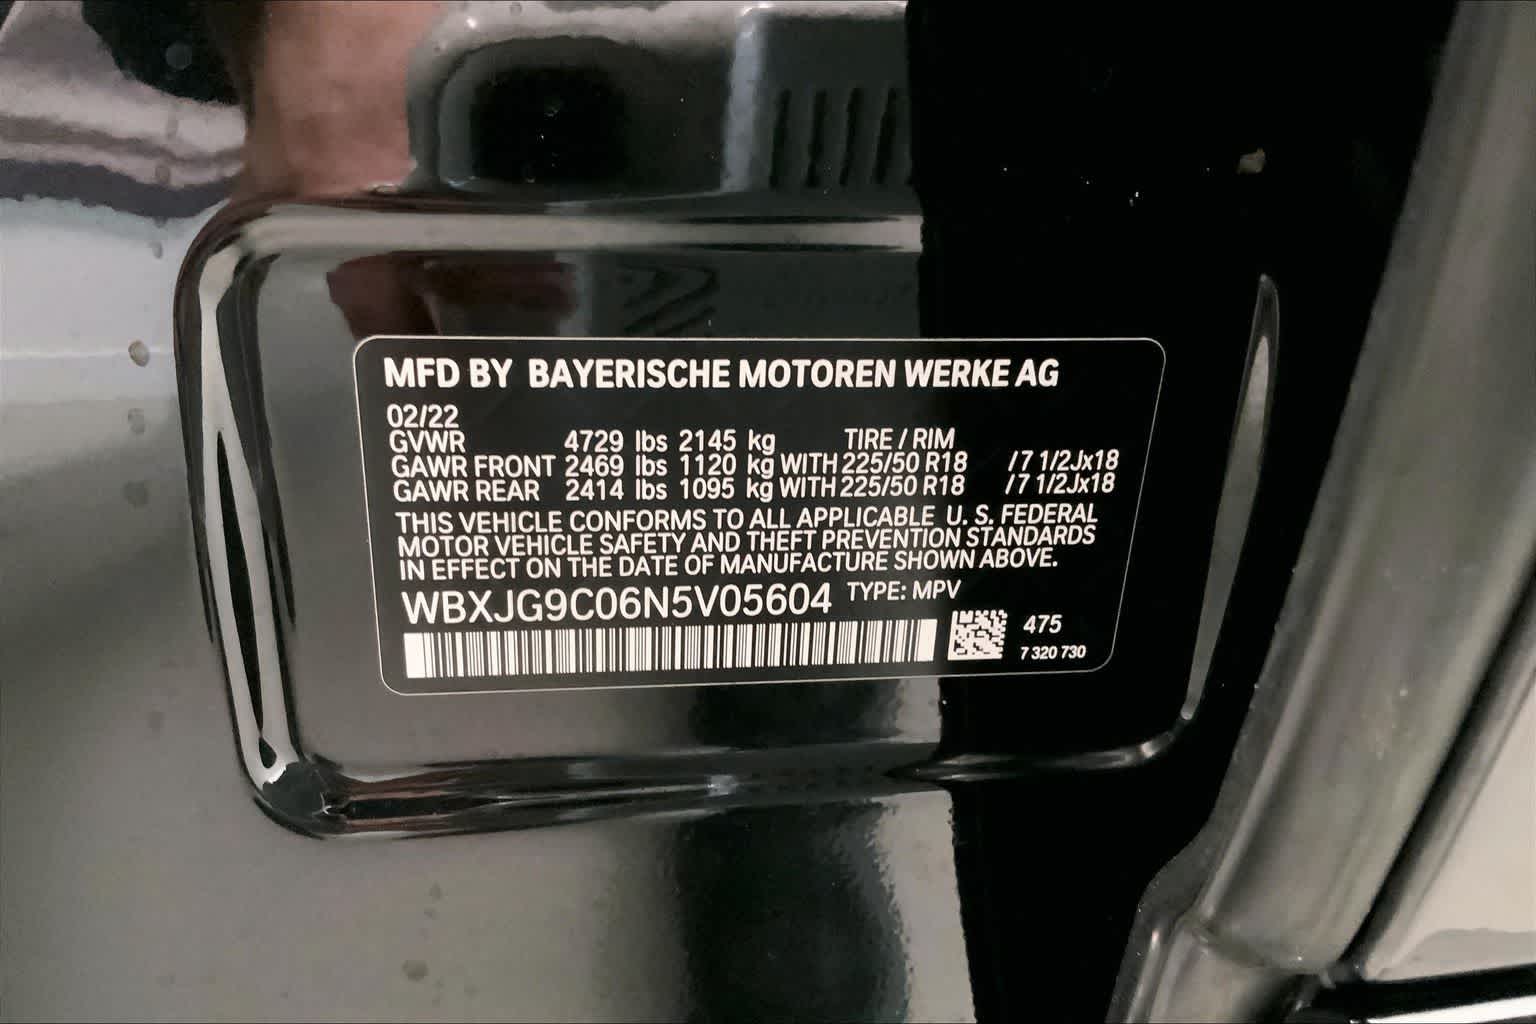 MFD BY BAYERISCHE MOTOREN WERKE AG
02/22
GVWR 4729 lbs 2145 kg TIRE / RIM
GAWR FRONT 2469 lbs 1120 kg WITH 225/50 R18 / 7 1/2Jx18
GAWR REAR 2414 lbs 1095 kg WITH 225/50 R18 / 7 1/2Jx18
THIS VEHICLE CONFORMS TO ALL APPLICABLE U. S. FEDERAL
MOTOR VEHICLE SAFETY AND THEFT PREVENTION STANDARDS
IN EFFECT ON THE DATE OF MANUFACTURE SHOWN ABOVE.
WBXJG9C06N5V05604 TYPE: MPV
475
7 320 730